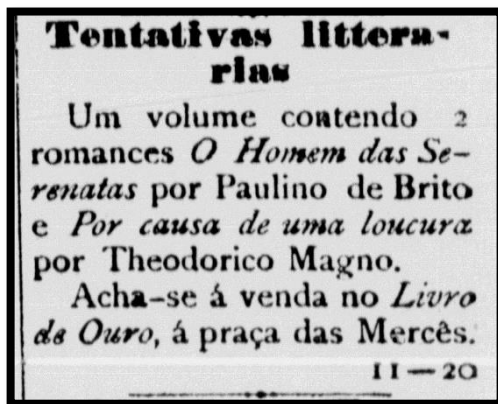 Tentativas littera-
rias
Um volume contendo 2
romances O Homem das Se-
renatas por Paulino de Brito
e Por causa de uma loucura
por Theodorico Magno.
Acha-se á venda no Livro
de Ouro, á praça das Mercês.
11—20